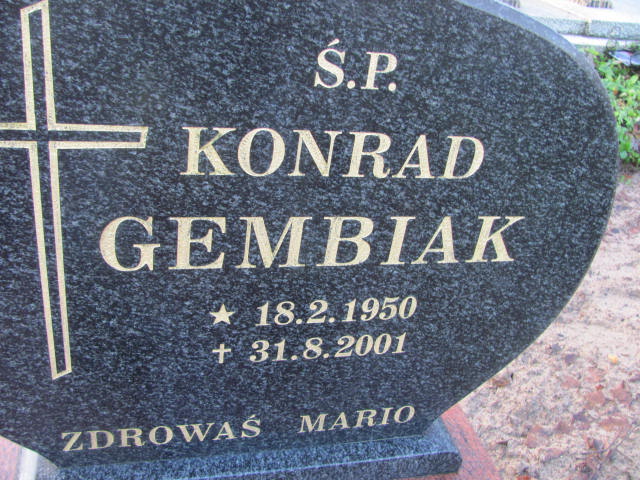 Ś.P.
KONRAD
GEMBIAK
★ 18.2.1950
✝ 31.8.2001
ZDROWAŚ MARIO